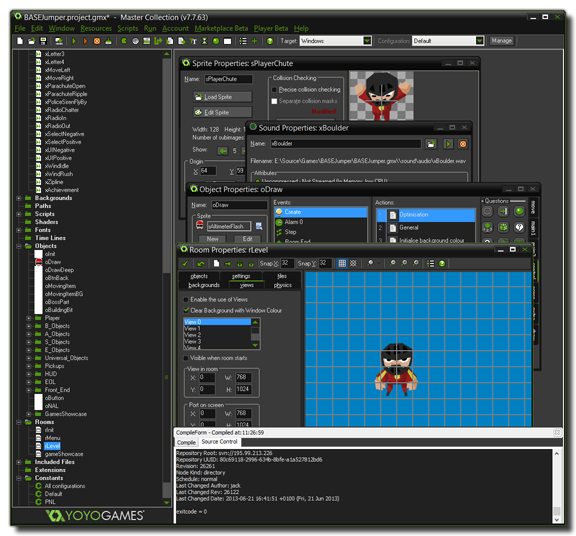 BASEJumper.project.gmx* - Master Collection (v7.7.63)
File Edit Window Resources Scripts Run Account Marketplace Beta Player Beta Help
Target: Windows Configuration: Default Manage
xLetter3
xLetter4
xMoveLeft
xMoveRight
xParachuteOpen
xParachuteRipple
xPoliceSirenFlyBy
xRadioChatter
xRadioIn
xRadioOut
xSelectNegative
xSelectPositive
xUINegative
xUIPositive
xWindIdle
xWindRush
xZipline
xAchievement
Backgrounds
Paths
Scripts
Shaders
Fonts
Time Lines
Objects
oInit
oDraw
oDrawDeep
oBtnBack
oMovingItem
oMovingItemBG
oBossPart
oBuildingBit
Player
B_Objects
A_Objects
S_Objects
E_Objects
Universal_Objects
Pickups
HUD
EOL
Front_End
oButton
oNAL
GamesShowcase
Rooms
rInit
rMenu
rLevel
gameShowcase
Included Files
Extensions
Constants
All configurations
Default
PNL
YOYOGAMES
Sprite Properties: sPlayerChute
Name: sPlayerChute
Load Sprite
Edit Sprite
Width: 128 Height: 1
Number of subimages
Show: 5
Origin
X 64 Y 59
Collision Checking
Precise collision checking
Separate collision masks
Sound Properties: xBoulder
Name: xBoulder
Filename: E:\Source\Games\BASEJumper\BASEJumper.gmx\\sound\audio\xBoulder.wav
Attributes
Object Properties: oDraw
Name: oDraw
Sprite
sAltimeterFlash
New Edit
Events:
Create
Alarm 0
Step
Room End
Actions:
Optimisation
General
Initialise background colour
Questions
move
Room Properties: rLevel
Snap X: 32 Snap Y: 32
objects settings tiles
backgrounds views physics
Enable the use of Views
Clear Background with Window Colour
View 0
View 1
View 2
View 3
View 4
Visible when room starts
View in room
X: 0 W: 768
Y: 0 H: 1024
Port on screen
X: 0 W: 768
Y: 0 H: 1024
CompileForm - Compiled at:11:26:59
Compile Source Control
Repository Root: svn://195.99.213.226
Repository UUID: 80c69118-2996-634b-8bfe-a1a527812bd6
Revision: 26261
Node Kind: directory
Schedule: normal
Last Changed Author: jack
Last Changed Rev: 26122
Last Changed Date: 2013-06-21 16:41:51 +0100 (Fri, 21 Jun 2013)
exitcode = 0